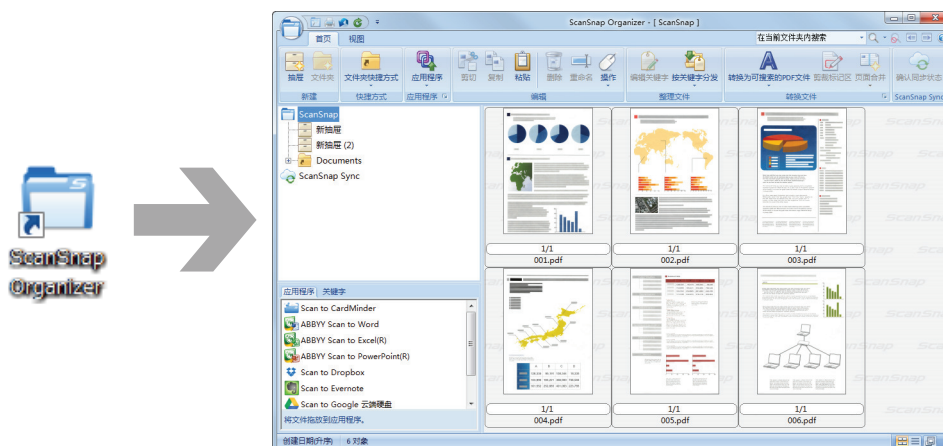 ScanSnap Organizer - [ ScanSnap ]
首页 视图 在当前文件夹内搜索
抽屉 文件夹 文件夹快捷方式 应用程序 剪切 复制 粘贴 删除 重命名 操作 编辑关键字 按关键字分发 转换为可搜索的PDF文件 剪裁标记区 页面合并 确认同步状态
新建 快捷方式 应用程序 编辑 整理文件 转换文件 ScanSnap Sync
ScanSnap
新抽屉
新抽屉 (2)
Documents
ScanSnap Sync
ScanSnap
Organizer
1/1 1/1 1/1
001.pdf 002.pdf 003.pdf
应用程序 关键字
Scan to CardMinder
ABBYY Scan to Word
ABBYY Scan to Excel(R)
ABBYY Scan to PowerPoint(R)
Scan to Dropbox
Scan to Evernote
Scan to Google 云端硬盘
将文件拖放到应用程序。
1/1 1/1 1/1
004.pdf 005.pdf 006.pdf
创建日期(升序) 6 对象